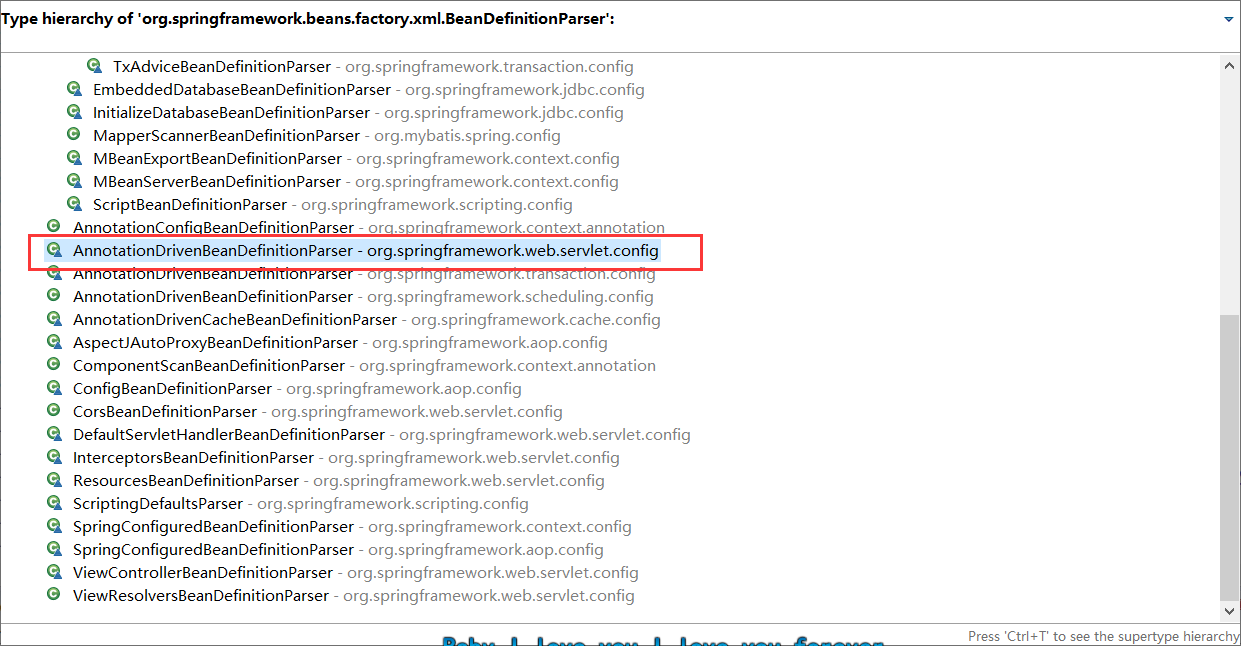 Type hierarchy of 'org.springframework.beans.factory.xml.BeanDefinitionParser':
TxAdviceBeanDefinitionParser - org.springframework.transaction.config
EmbeddedDatabaseBeanDefinitionParser - org.springframework.jdbc.config
InitializeDatabaseBeanDefinitionParser - org.springframework.jdbc.config
MapperScannerBeanDefinitionParser - org.mybatis.spring.config
MBeanExportBeanDefinitionParser - org.springframework.context.config
MBeanServerBeanDefinitionParser - org.springframework.context.config
ScriptBeanDefinitionParser - org.springframework.scripting.config
AnnotationConfigBeanDefinitionParser - org.springframework.context.annotation
AnnotationDrivenBeanDefinitionParser - org.springframework.web.servlet.config
AnnotationDrivenBeanDefinitionParser - org.springframework.transaction.config
AnnotationDrivenBeanDefinitionParser - org.springframework.scheduling.config
AnnotationDrivenCacheBeanDefinitionParser - org.springframework.cache.config
AspectJAutoProxyBeanDefinitionParser - org.springframework.aop.config
ComponentScanBeanDefinitionParser - org.springframework.context.annotation
ConfigBeanDefinitionParser - org.springframework.aop.config
CorsBeanDefinitionParser - org.springframework.web.servlet.config
DefaultServletHandlerBeanDefinitionParser - org.springframework.web.servlet.config
InterceptorsBeanDefinitionParser - org.springframework.web.servlet.config
ResourcesBeanDefinitionParser - org.springframework.web.servlet.config
ScriptingDefaultsParser - org.springframework.scripting.config
SpringConfiguredBeanDefinitionParser - org.springframework.context.config
SpringConfiguredBeanDefinitionParser - org.springframework.aop.config
ViewControllerBeanDefinitionParser - org.springframework.web.servlet.config
ViewResolversBeanDefinitionParser - org.springframework.web.servlet.config
Press 'Ctrl+T' to see the supertype hierarchy